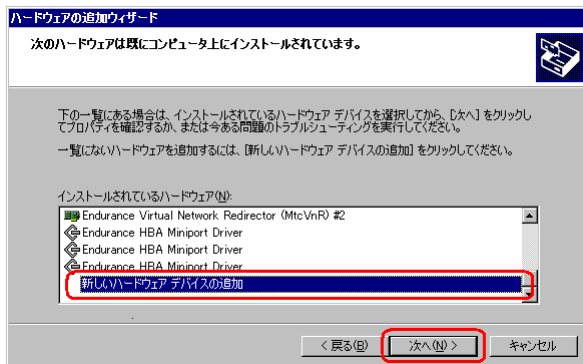 ハードウェアの追加ウィザード
次のハードウェアは既にコンピュータ上にインストールされています。
下の一覧にある場合は、インストールされているハードウェア デバイスを選択してから、[次へ] をクリックし
てプロパティを確認するか、または今ある問題のトラブルシューティングを実行してください。
一覧にないハードウェアを追加するには、[新しいハードウェア デバイスの追加] をクリックしてください。
インストールされているハードウェア(N):
Endurance Virtual Network Redirector (MtcVnR) #2
Endurance HBA Miniport Driver
Endurance HBA Miniport Driver
Endurance HBA Miniport Driver
新しいハードウェア デバイスの追加
< 戻る(B)
次へ(N) >
キャンセル